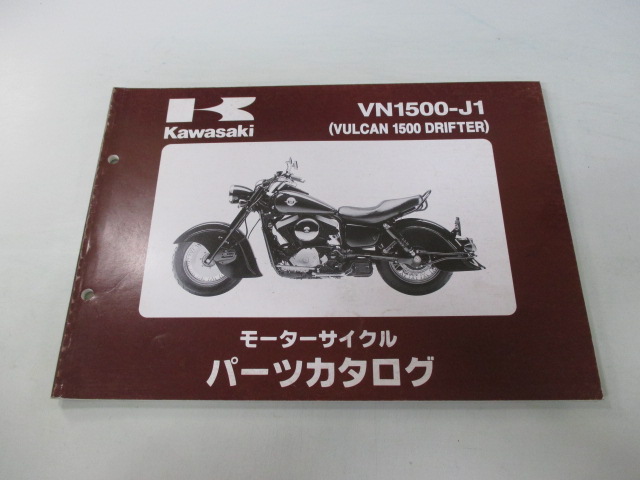 Kawasaki
VN1500-J1
(VULCAN 1500 DRIFTER)
モーターサイクル
パーツカタログ